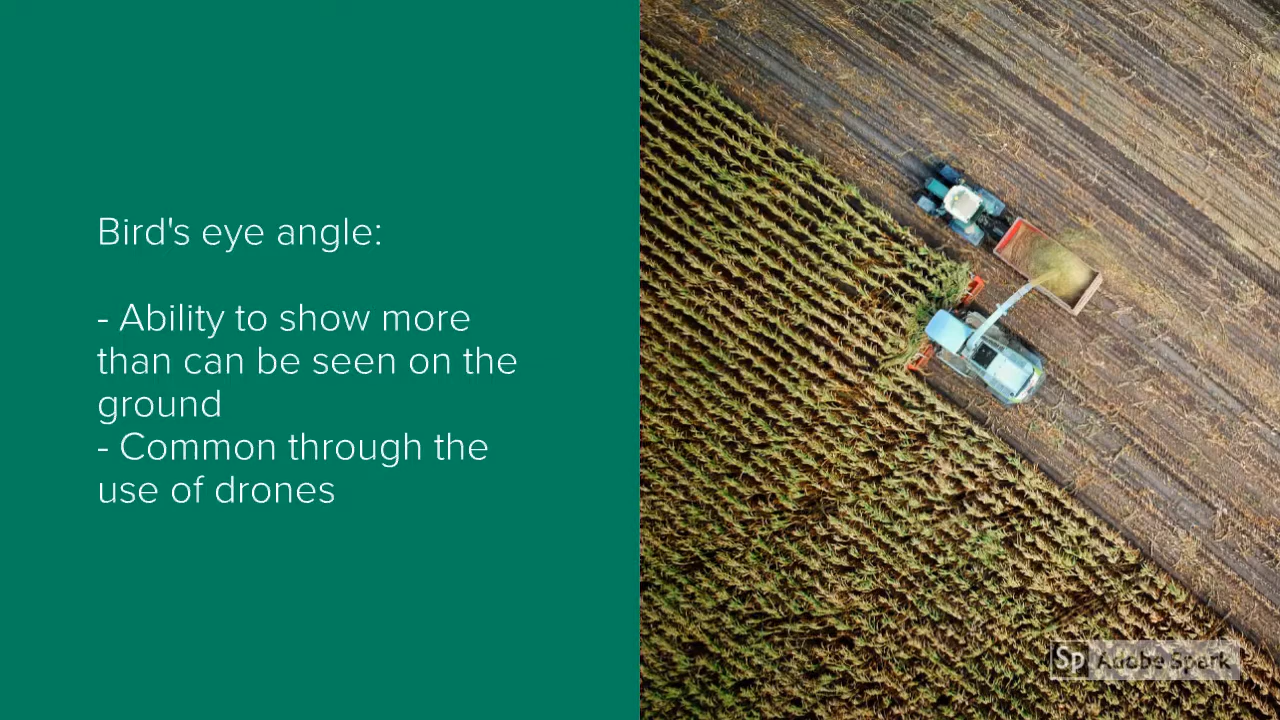 Bird's eye angle:
- Ability to show more
than can be seen on the
ground
- Common through the
use of drones
Sp Adobe Spark